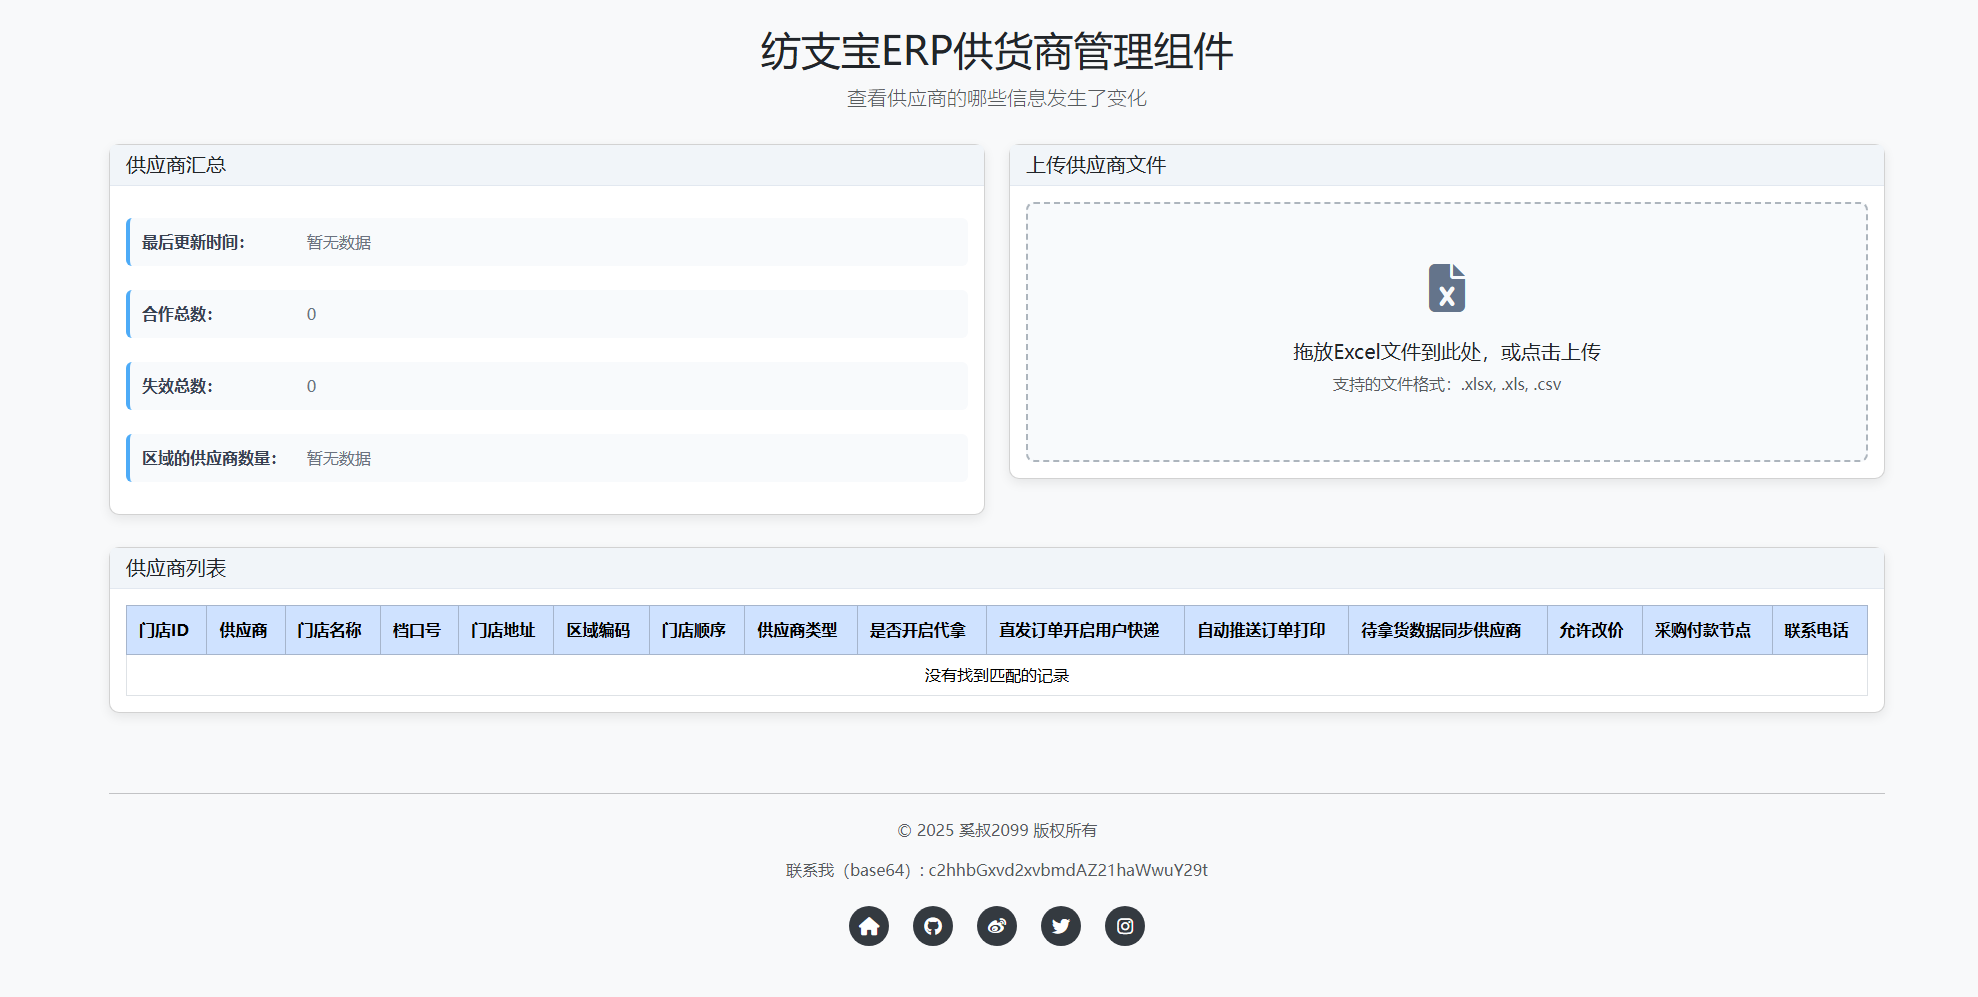 纺支宝ERP供货商管理组件
查看供应商的哪些信息发生了变化
供应商汇总
最后更新时间： 暂无数据
合作总数： 0
失效总数： 0
区域的供应商数量： 暂无数据
上传供应商文件
拖放Excel文件到此处，或点击上传
支持的文件格式：.xlsx, .xls, .csv
供应商列表
门店ID 供应商 门店名称 档口号 门店地址 区域编码 门店顺序 供应商类型 是否开启代拿 直发订单开启用户快递 自动推送订单打印 待拿货数据同步供应商 允许改价 采购付款节点 联系电话
没有找到匹配的记录
© 2025 奚叔2099 版权所有
联系我（base64）: c2hhbGxvd2xvbmdAZ21haWwuY29t